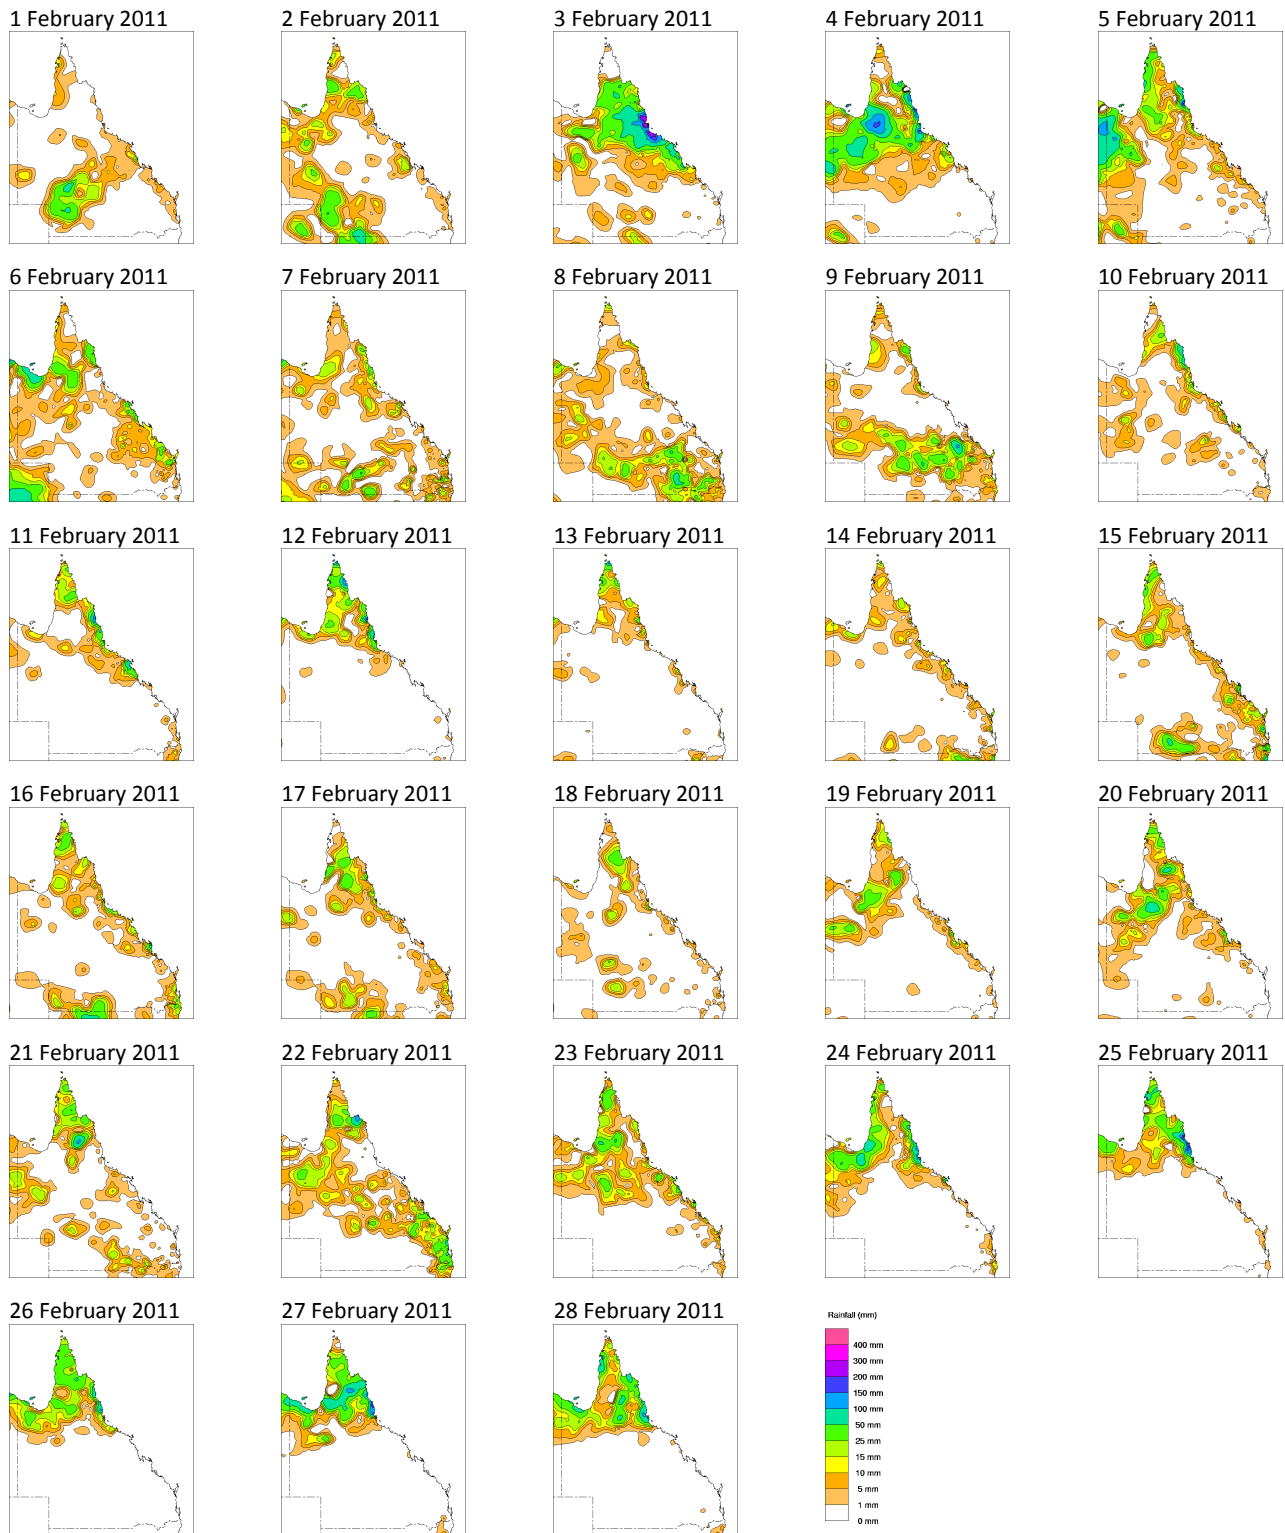 1 February 2011
2 February 2011
3 February 2011
4 February 2011
5 February 2011
6 February 2011
7 February 2011
8 February 2011
9 February 2011
10 February 2011
11 February 2011
12 February 2011
13 February 2011
14 February 2011
15 February 2011
16 February 2011
17 February 2011
18 February 2011
19 February 2011
20 February 2011
21 February 2011
22 February 2011
23 February 2011
24 February 2011
25 February 2011
26 February 2011
27 February 2011
28 February 2011
Rainfall (mm)
400 mm
300 mm
200 mm
150 mm
100 mm
50 mm
25 mm
15 mm
10 mm
5 mm
1 mm
0 mm